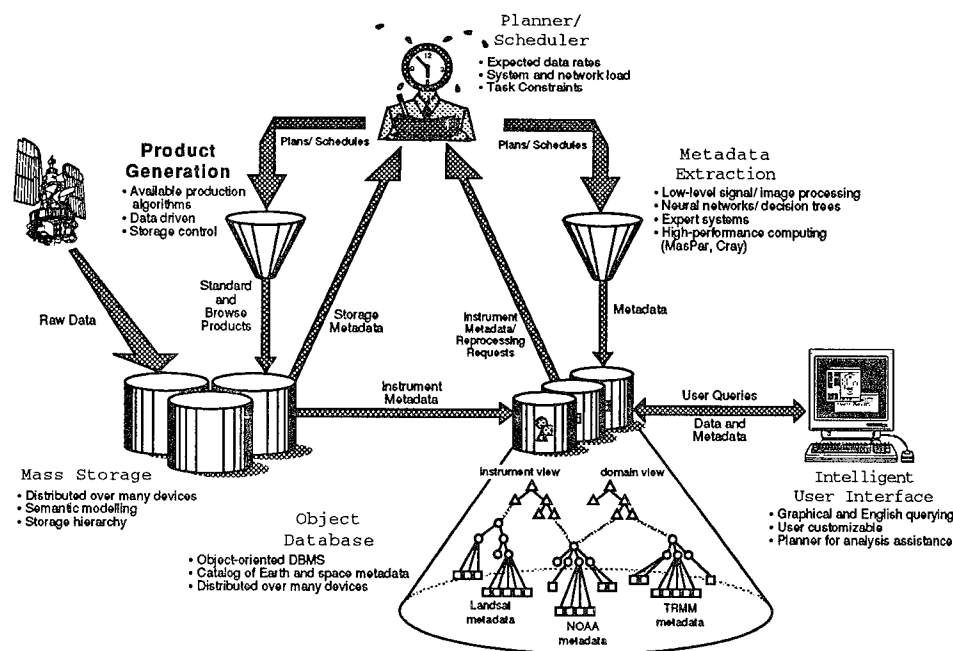 Planner/
Scheduler
• Expected data rates
• System and network load
• Task Constraints
12
Plans/ Schedules
Plans/ Schedules
Product
Generation
• Available production
algorithms
• Data driven
• Storage control
Metadata
Extraction
• Low-level signal/ image processing
• Neural networks/ decision trees
• Expert systems
• High-performance computing
(MasPar, Cray)
Raw Data
Standard
and
Browse
Products
Storage
Metadata
Instrument
Metadata/
Reprocessing
Requests
Metadata
Instrument
Metadata
User Queries
Data and
Metadata
Mass Storage
• Distributed over many devices
• Semantic modelling
• Storage hierarchy
Object
Database
• Object-oriented DBMS
• Catalog of Earth and space metadata
• Distributed over many devices
instrument view
domain view
Landsat
metadata
NOAA
metadata
TRMM
metadata
Intelligent
User Interface
• Graphical and English querying
• User customizable
• Planner for analysis assistance